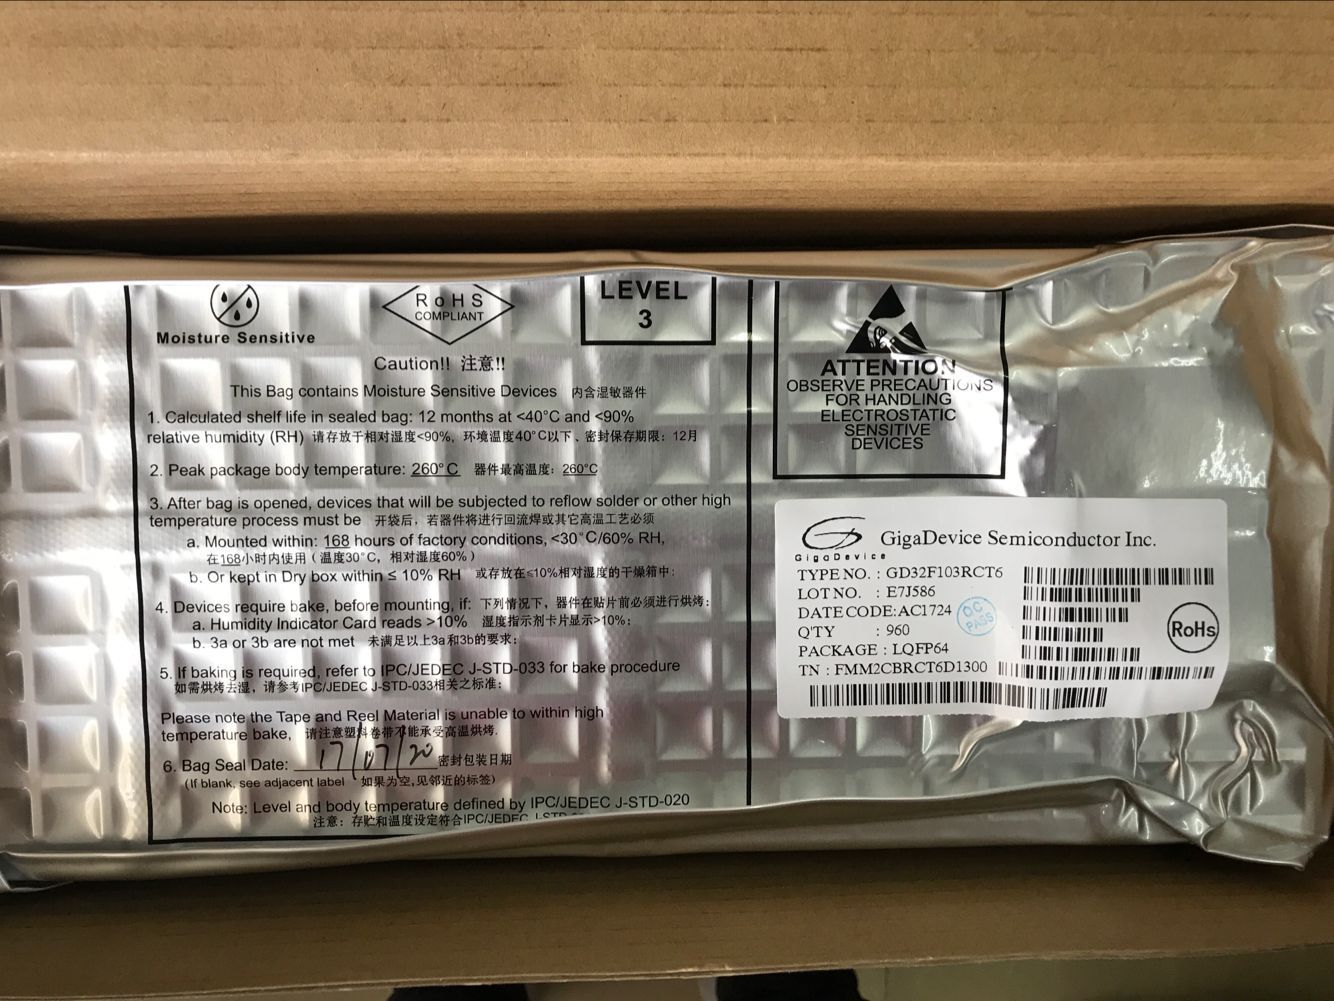 Moisture Sensitive
RoHS
COMPLIANT
LEVEL
3
Caution!! 注意!!
This Bag contains Moisture Sensitive Devices 内含湿敏器件
1. Calculated shelf life in sealed bag: 12 months at <40°C and <90%
relative humidity (RH) 请存放于相对湿度<90%, 环境温度40°C以下、密封保存期限: 12月
2. Peak package body temperature: 260°C 器件最高温度: 260°C
3. After bag is opened, devices that will be subjected to reflow solder or other high
temperature process must be 开袋后, 若器件将进行回流焊或其它高温工艺必须
a. Mounted within: 168 hours of factory conditions, <30°C/60% RH,
在168小时内使用 ( 温度30°C, 相对湿度60% )
b. Or kept in Dry box within ≤ 10% RH 或存放在≤10%相对湿度的干燥箱中:
4. Devices require bake, before mounting, if: 下列情况下, 器件在贴片前必须进行烘烤:
a. Humidity Indicator Card reads >10% 湿度指示剂卡片显示>10%:
b. 3a or 3b are not met 未满足以上3a和3b的要求:
5. If baking is required, refer to IPC/JEDEC J-STD-033 for bake procedure
如需烘烤去湿, 请参考IPC/JEDEC J-STD-033相关之标准:
Please note the Tape and Reel Material is unable to within high
temperature bake, 请注意塑料卷带不能承受高温烘烤.
6. Bag Seal Date: 17/07/20 密封包装日期
(If blank, see adjacent label 如果为空,见邻近的标签)
Note: Level and body temperature defined by IPC/JEDEC J-STD-020
注意: 存贮和温度设定符合IPC/JEDEC J-STD
ATTENTION
OBSERVE PRECAUTIONS
FOR HANDLING
ELECTROSTATIC
SENSITIVE
DEVICES
GigaDevice
GigaDevice Semiconductor Inc.
TYPE NO. : GD32F103RCT6
LOT NO. : E7J586
DATE CODE:AC1724
QTY : 960
PACKAGE : LQFP64
TN : FMM2CBRCT6D1300
PASS
RoHs